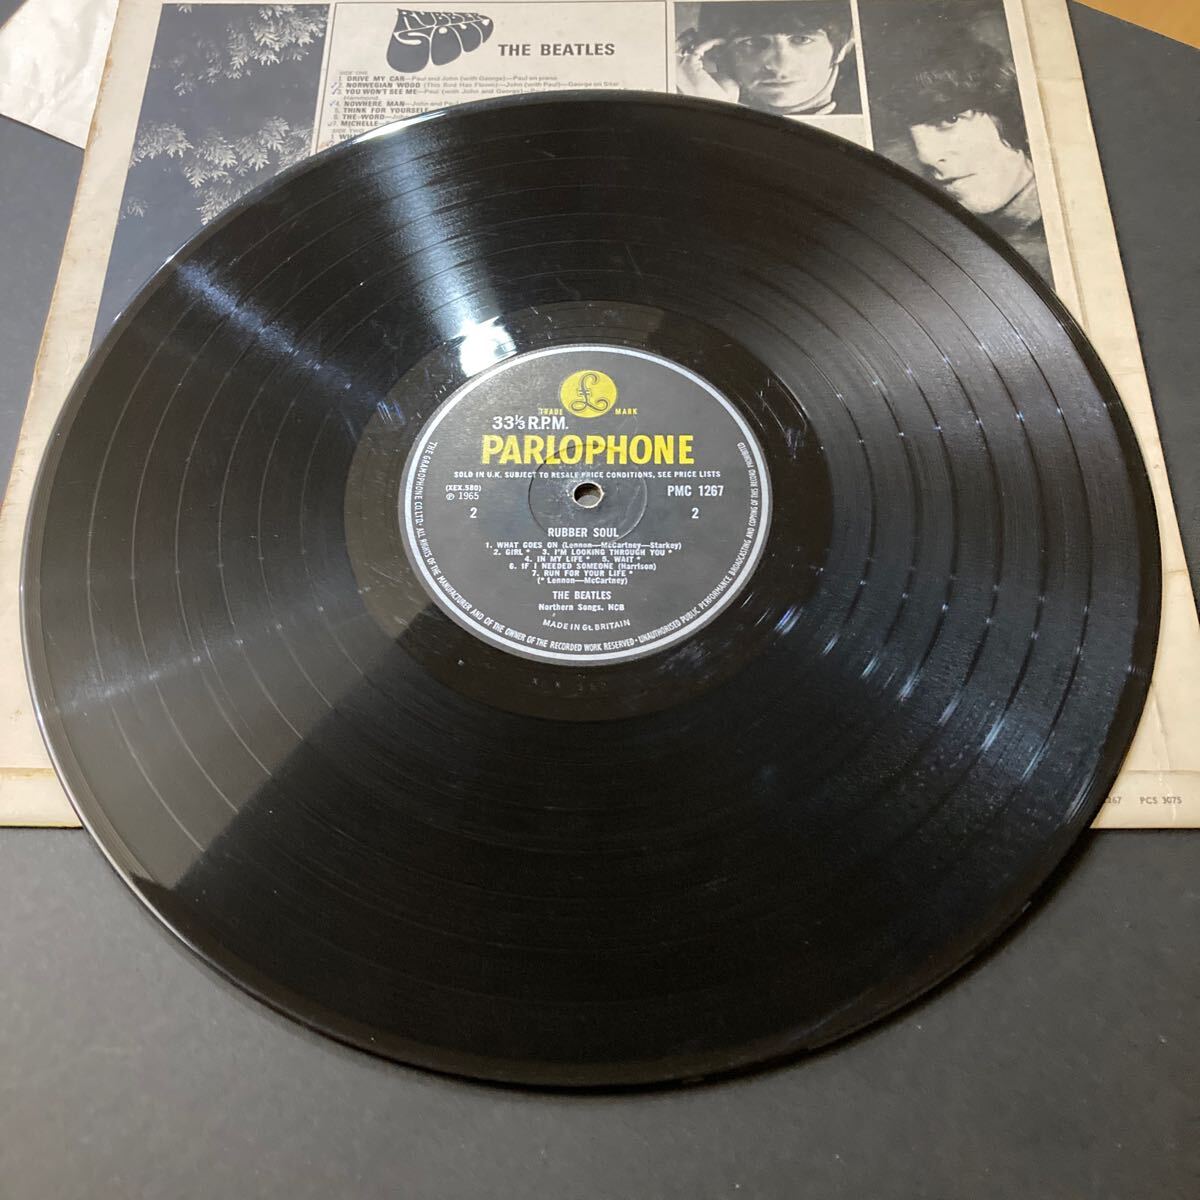 RUBBER SOUL
THE BEATLES
SIDE ONE
1. DRIVE MY CAR—Paul and John (with George)—Paul on piano
2. NORWEGIAN WOOD (This Bird Has Flown)—John (with Paul)—George on Sitar
3. YOU WON'T SEE ME—Paul (with John and George)
Hammond
4. NOWHERE MAN—John and
5. THINK FOR YOURSELF
6. THE WORD—John
7. MICHELLE
SIDE TWO
TRADE MARK
33⅓ R.P.M.
PARLOPHONE
SOLD IN U.K. SUBJECT TO RESALE PRICE CONDITIONS, SEE PRICE LISTS
(XEX.580)
Ⓟ 1965
PMC 1267
2
2
RUBBER SOUL
1. WHAT GOES ON (Lennon—McCartney—Starkey)
2. GIRL * 3. I'M LOOKING THROUGH YOU *
4. IN MY LIFE * 5. WAIT *
6. IF I NEEDED SOMEONE (Harrison)
7. RUN FOR YOUR LIFE *
(* Lennon—McCartney)
THE BEATLES
Northern Songs. NCB
MADE IN Gt. BRITAIN
THE GRAMOPHONE CO. LTD. · ALL RIGHTS OF THE MANUFACTURER AND OF THE OWNER OF THE RECORDED WORK RESERVED · UNAUTHORISED PUBLIC PERFORMANCE BROADCASTING AND COPYING OF THIS RECORD PROHIBITED
PCS 3075